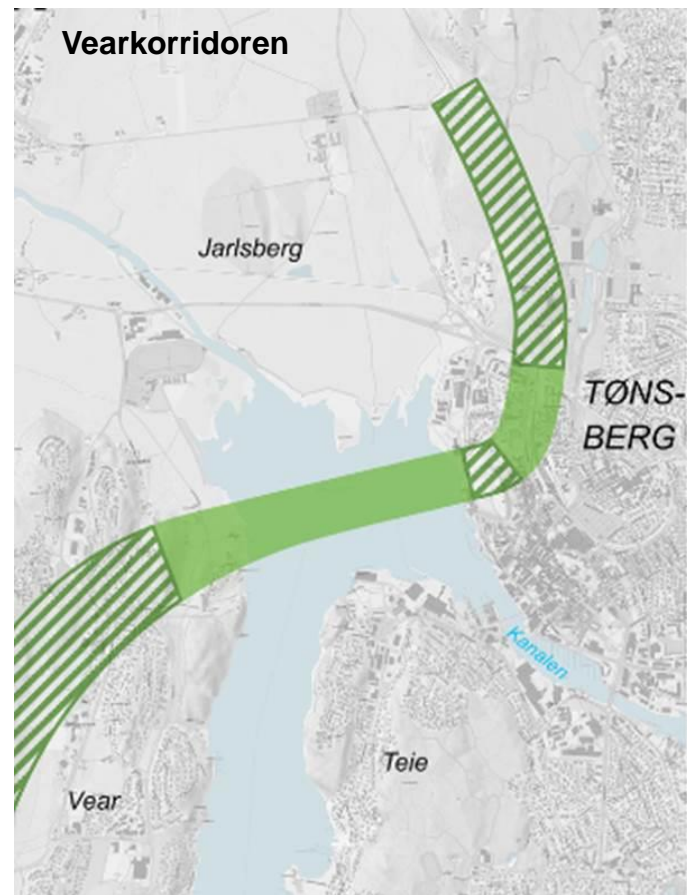 Vearkorridoren
Jarlsberg
TØNS-
BERG
Kanalen
Teie
Vear